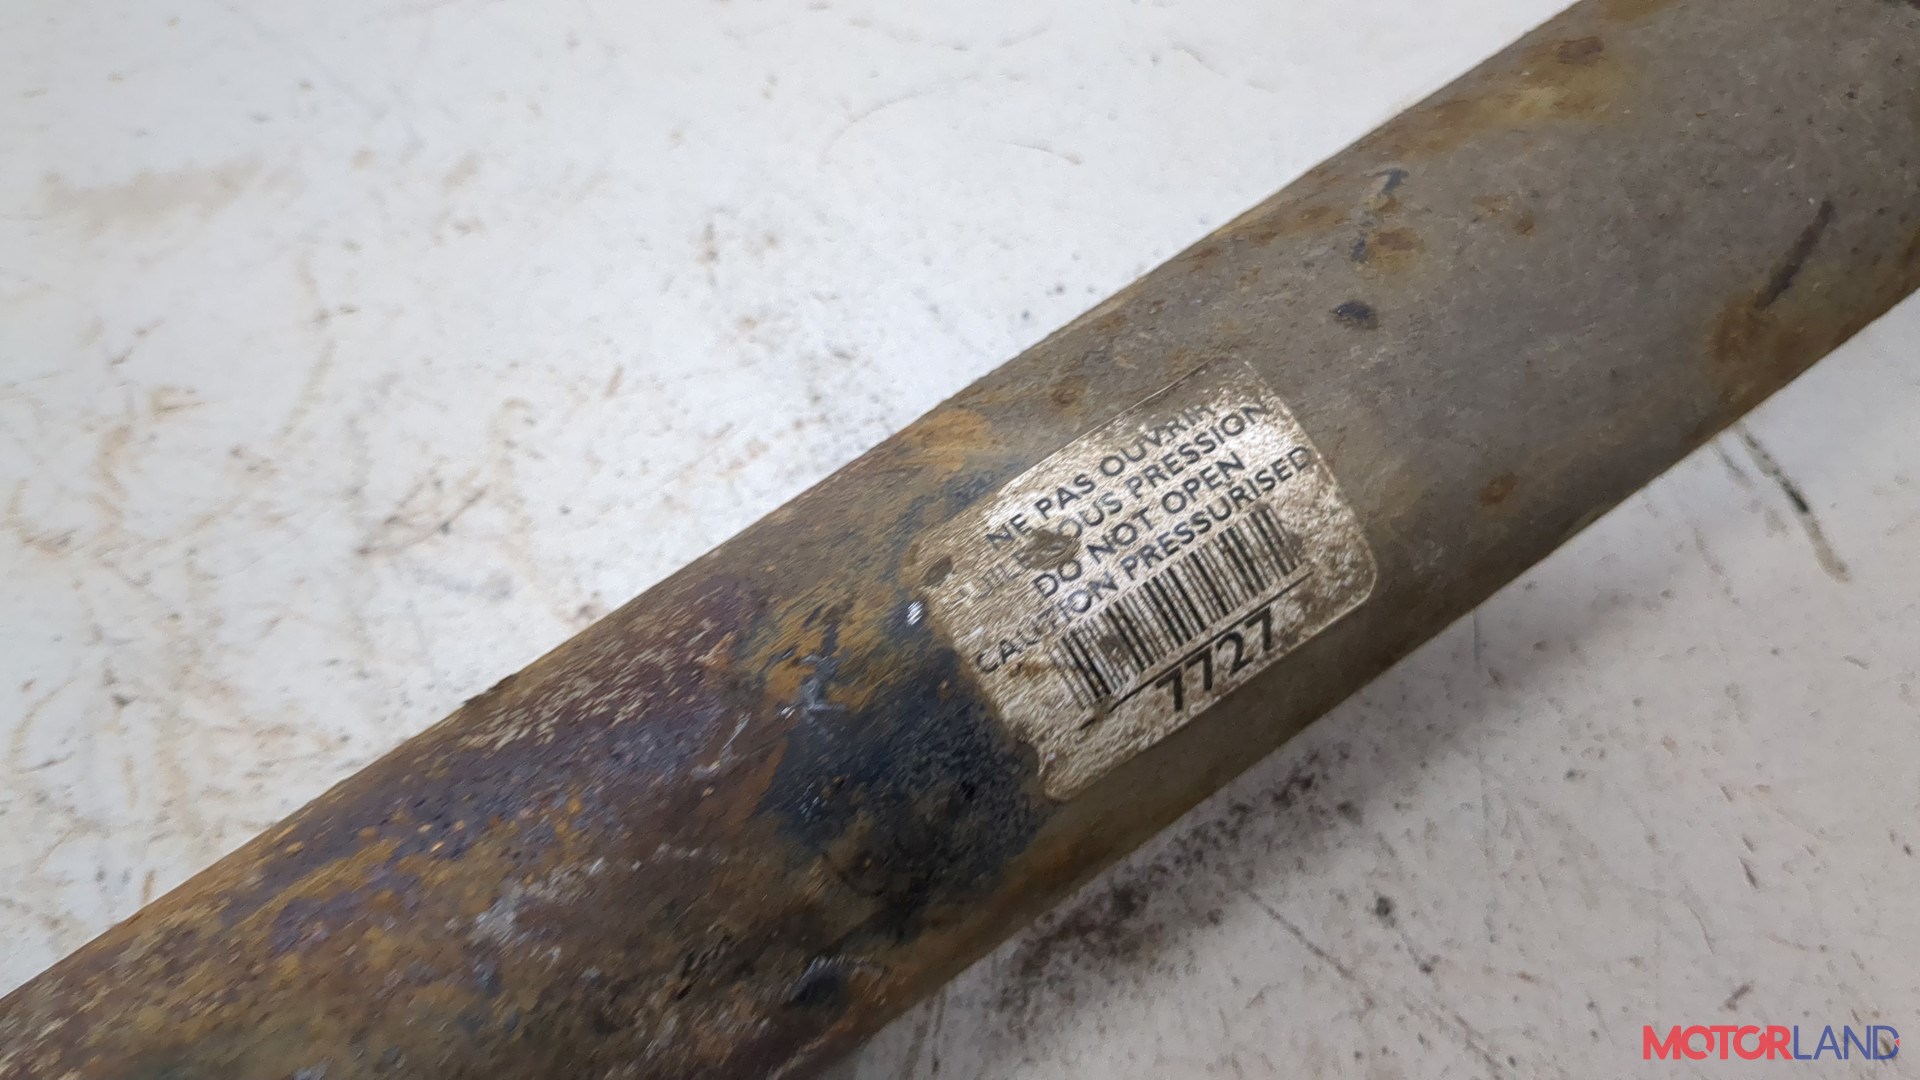 NE PAS OUVRIR
SOUS PRESSION
DO NOT OPEN
CAUTION PRESSURISED
7727
MOTORLAND